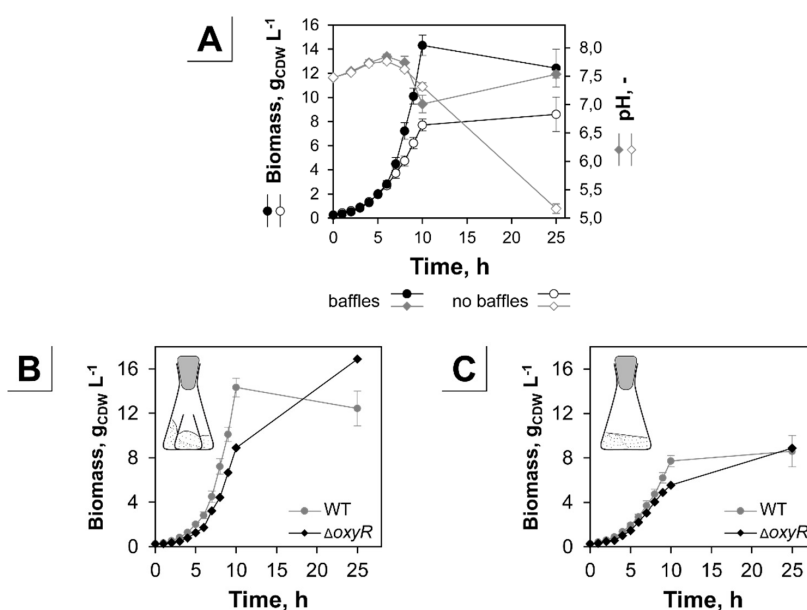 A
Biomass, gCDW L-1
16
14
12
10
8
6
4
2
0
8,0
7,5
7,0
6,5
6,0
5,5
5,0
pH, -
0 5 10 15 20 25
Time, h
baffles no baffles
B
Biomass, gCDW L-1
16
12
8
4
0
WT
ΔoxyR
0 5 10 15 20 25
Time, h
C
Biomass, gCDW L-1
16
12
8
4
0
WT
ΔoxyR
0 5 10 15 20 25
Time, h